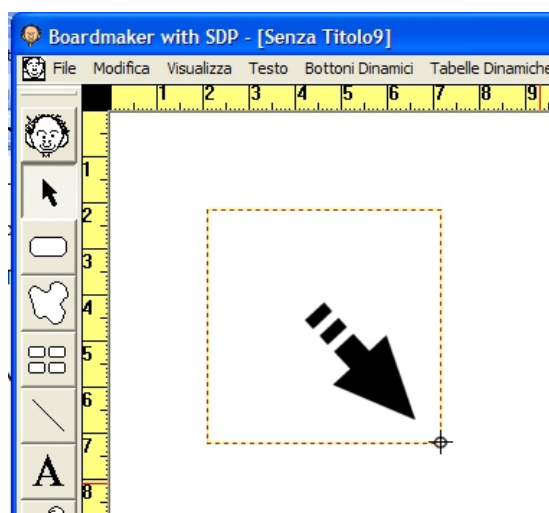 Boardmaker with SDP - [Senza Titolo9]
File Modifica Visualizza Testo Bottoni Dinamici Tabelle Dinamiche
1 2 3 4 5 6 7 8 9
1
2
3
4
5
6
7
8
A